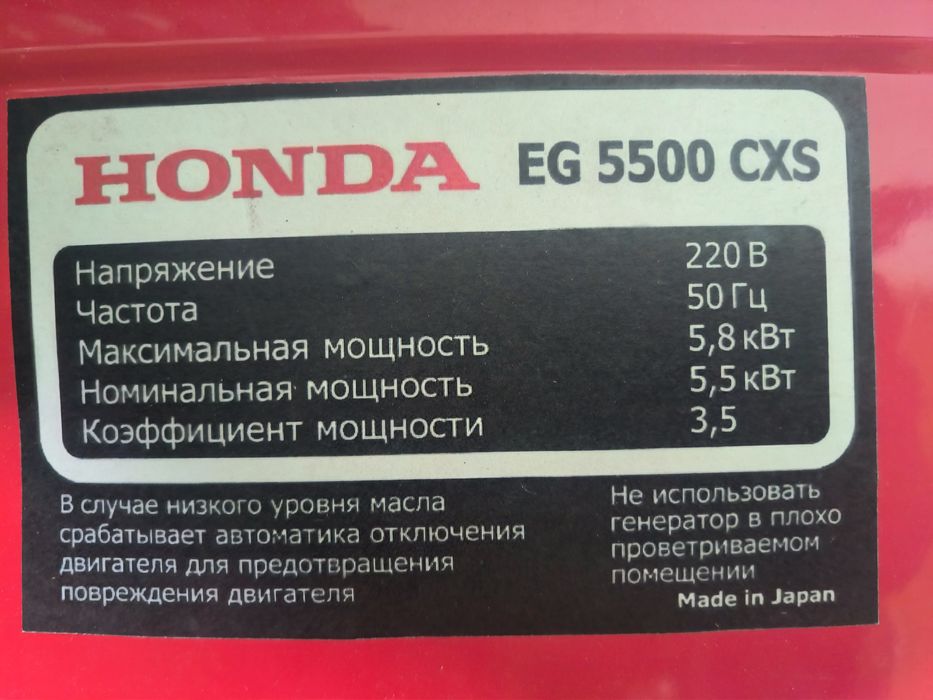 HONDA EG 5500 CXS
Напряжение 220 В
Частота 50 Гц
Максимальная мощность 5,8 кВт
Номинальная мощность 5,5 кВт
Коэффициент мощности 3,5
В случае низкого уровня масла
срабатывает автоматика отключения
двигателя для предотвращения
повреждения двигателя
Не использовать
генератор в плохо
проветриваемом
помещении
Made in Japan